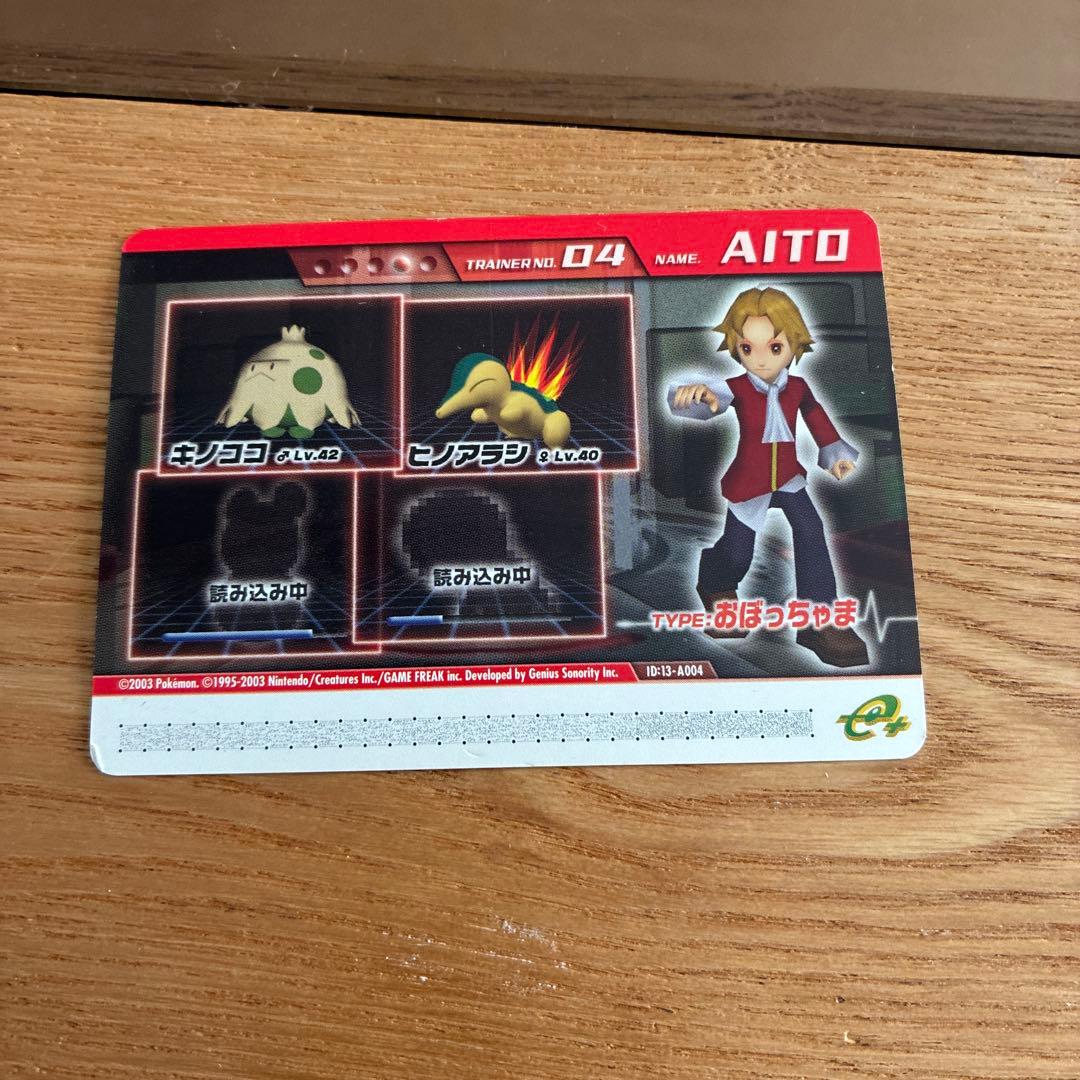 TRAINER NO. 04 NAME. AITO
キノココ ♂ Lv.42
ヒノアラシ ♀ Lv.40
読み込み中
読み込み中
TYPE:おぼっちゃま
©2003 Pokémon. ©1995-2003 Nintendo/Creatures Inc./GAME FREAK inc. Developed by Genius Sonority Inc.
ID:13-A004
e+